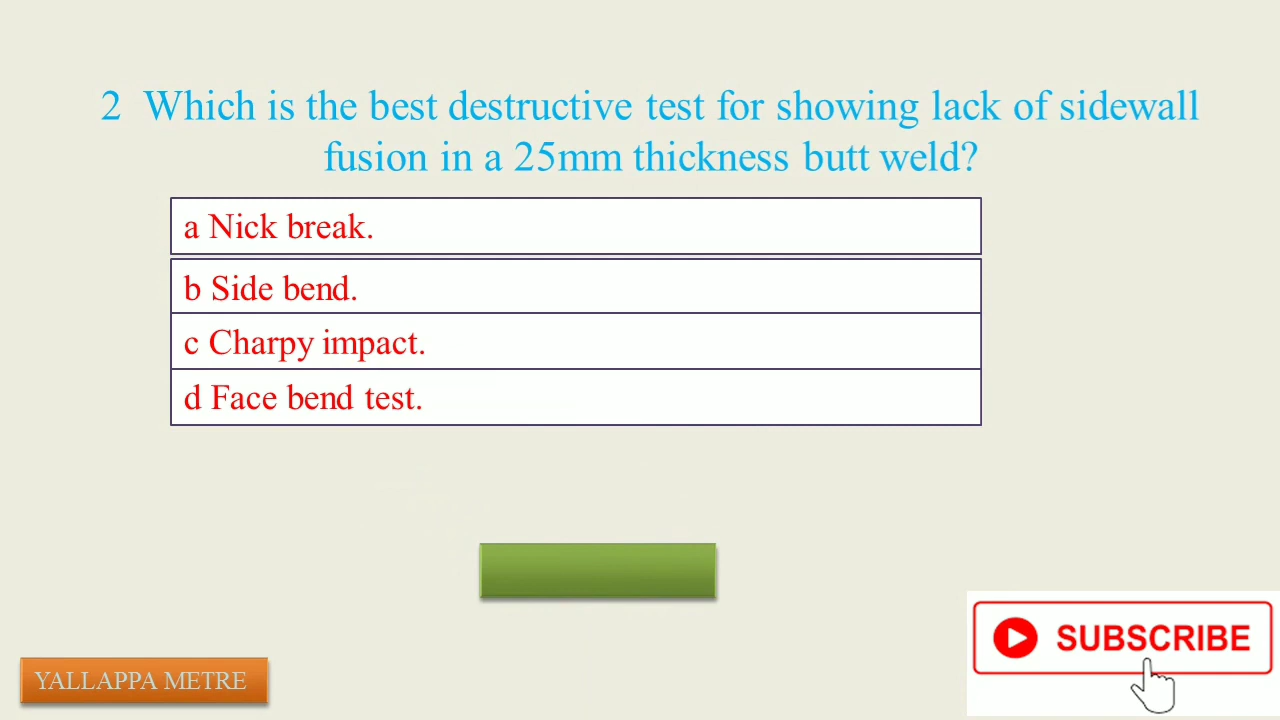 2 Which is the best destructive test for showing lack of sidewall
fusion in a 25mm thickness butt weld?
a Nick break.
b Side bend.
c Charpy impact.
d Face bend test.
SUBSCRIBE
YALLAPPA METRE